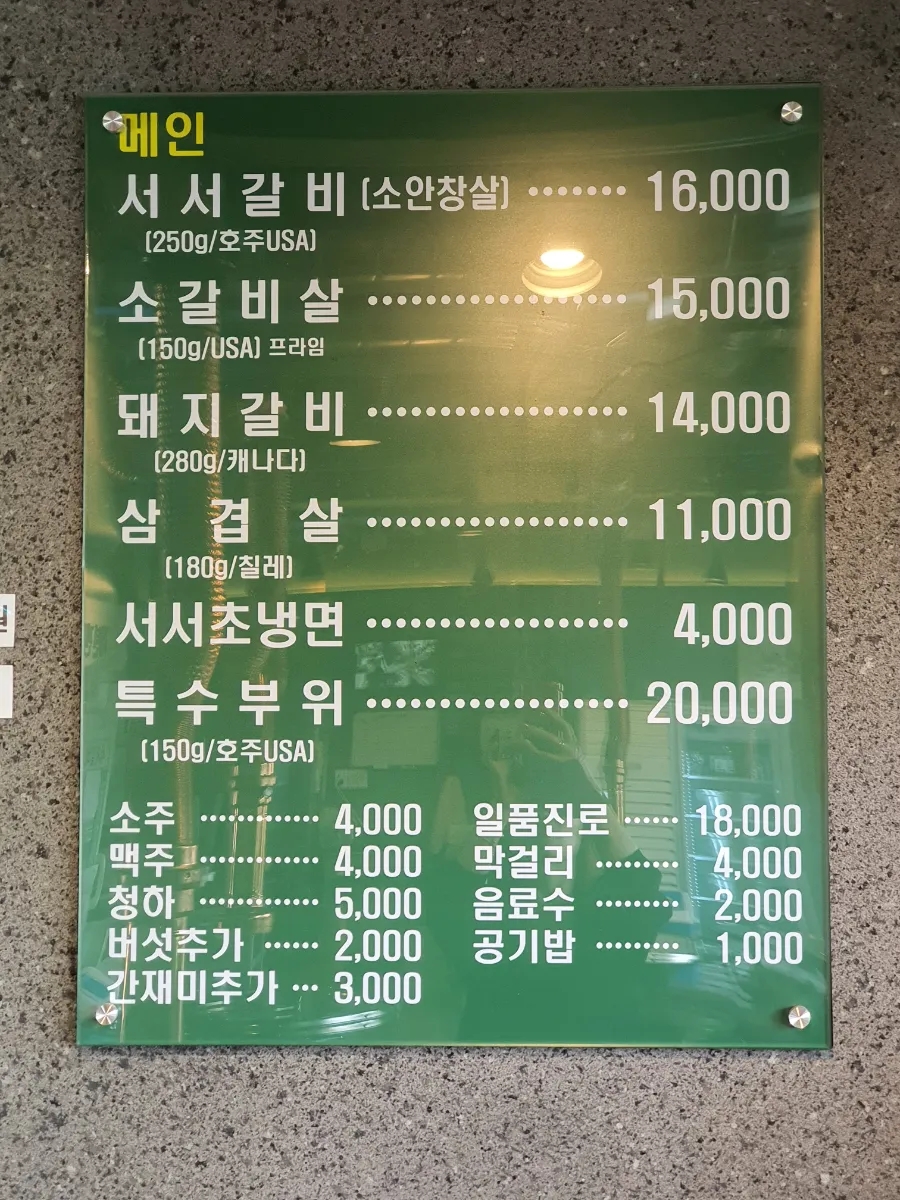 메인
서서갈비 (소안창살) ········ 16,000
(250g/호주USA)
소갈비살 ·················· 15,000
(150g/USA) 프라임
돼지갈비 ·················· 14,000
(280g/캐나다)
삼겹살 ·················· 11,000
(180g/칠레)
서서초냉면 ·················· 4,000
특수부위 ·················· 20,000
(150g/호주USA)
소주 ············· 4,000
맥주 ············· 4,000
청하 ············· 5,000
버섯추가 ······ 2,000
간재미추가 ··· 3,000
일품진로 ······ 18,000
막걸리 ········· 4,000
음료수 ········· 2,000
공기밥 ········· 1,000